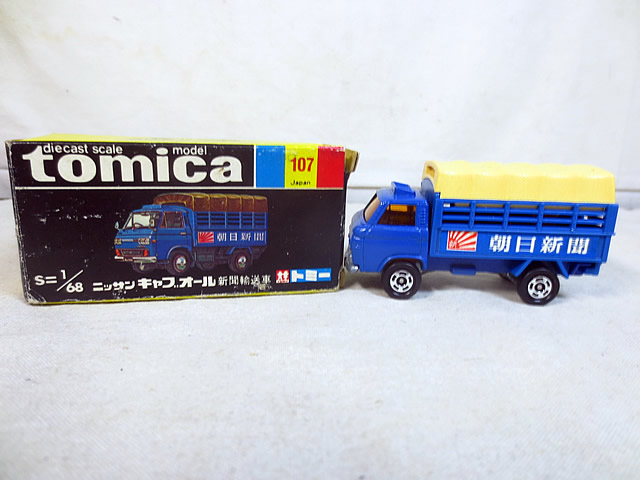 diecast scale model
tomica
107
Japan
朝日新聞
S=1/68
ニッサン キャブオール 新聞輸送車
トミー
朝日新聞